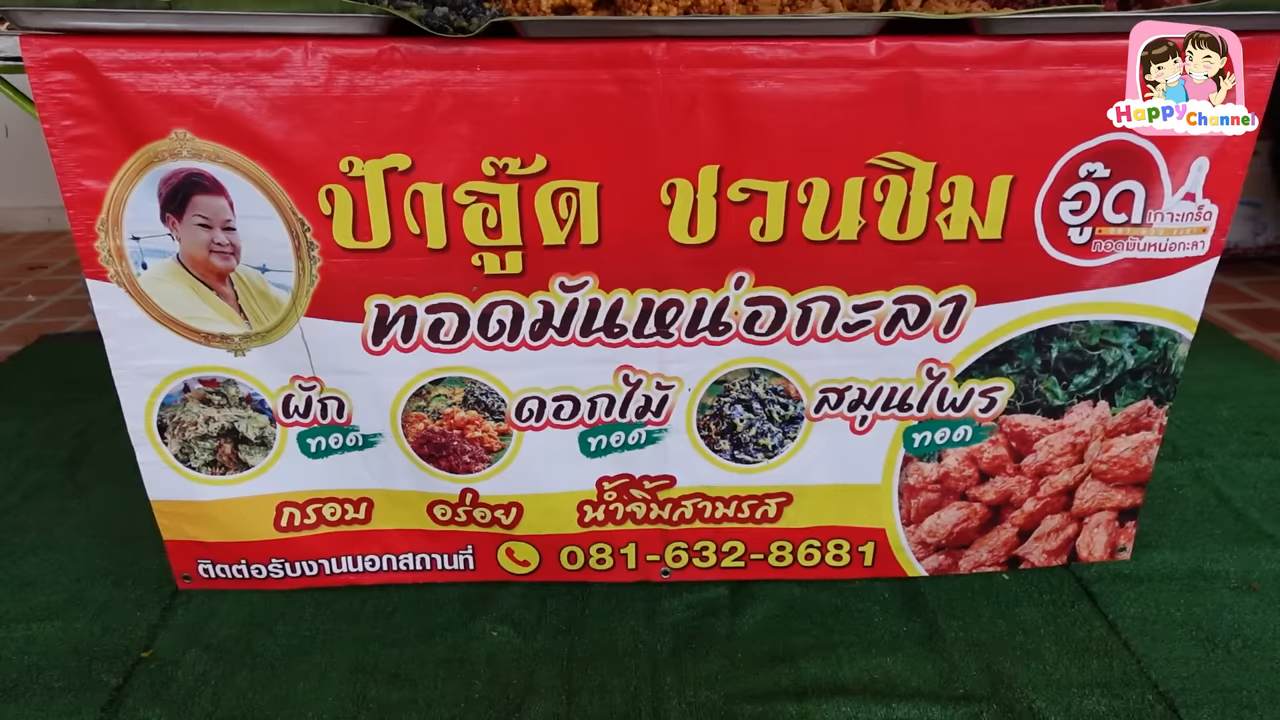 Happy Channel
ป้าอู๊ด ชวนชิม
อู๊ด
เกาะเกร็ด
ทอดมันหน่อกะลา
ทอดมันหน่อกะลา
ผัก
ทอด
ดอกไม้
ทอด
สมุนไพร
ทอด
กรอบ อร่อย น้ำจิ้มสามรส
ติดต่อรับงานนอกสถานที่ 081-632-8681